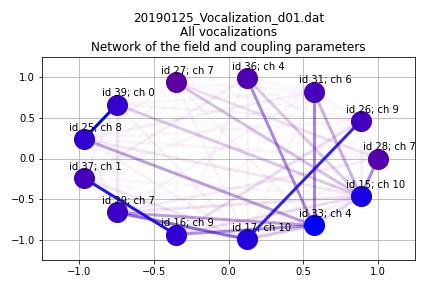 20190125_Vocalization_d01.dat
All vocalizations
Network of the field and coupling parameters
1.0
0.5
0.0
−0.5
−1.0
−1.0
−0.5
0.0
0.5
1.0
id 36; ch 4
id 27; ch 7
id 31; ch 6
id 39; ch 0
id 26; ch 9
id 25; ch 8
id 28; ch 7
id 37; ch 1
id 15; ch 10
id 29; ch 7
id 33; ch 4
id 16; ch 9
id 17; ch 10